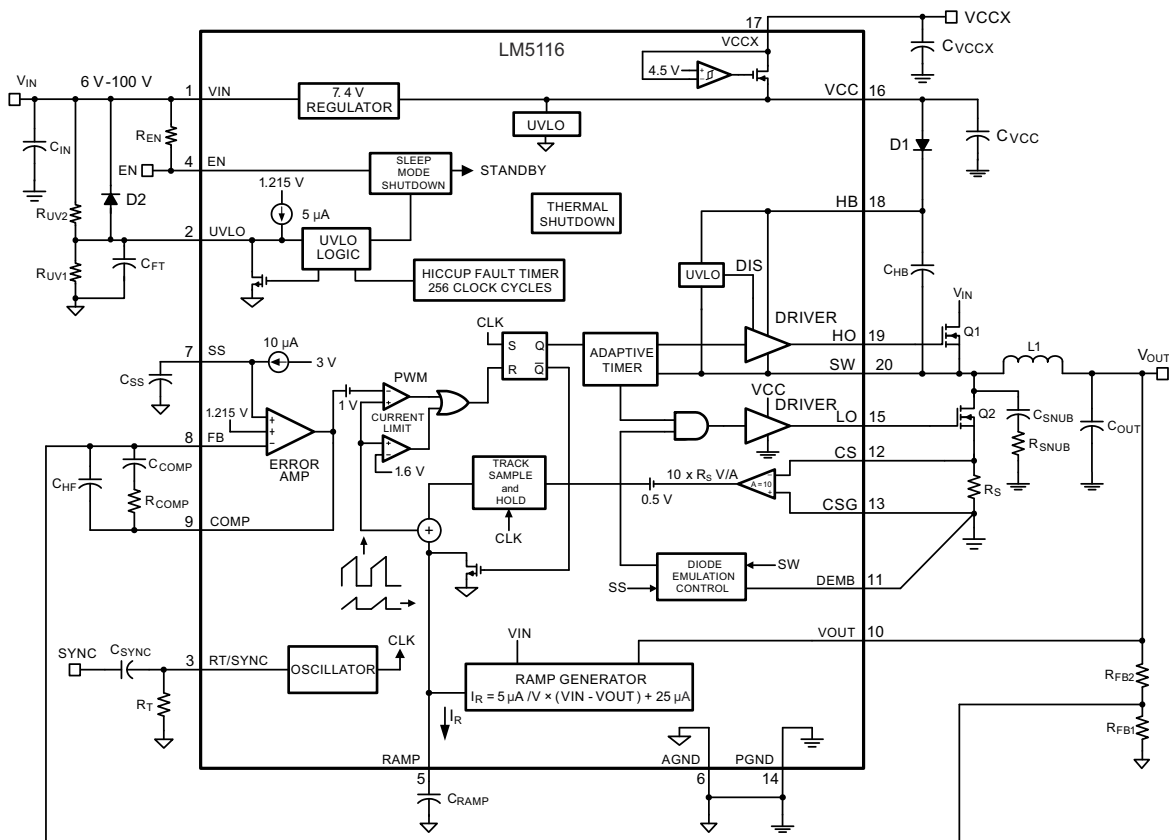 17
VCCX
LM5116
VCCX
CVCCX
4.5 V
VIN
6 V-100 V
1
VIN
7.4 V
REGULATOR
VCC
16
UVLO
REN
CIN
D1
CVCC
EN
4
EN
SLEEP
MODE
SHUTDOWN
STANDBY
1.215 V
D2
5 µA
THERMAL
SHUTDOWN
HB
18
RUV2
2
UVLO
UVLO
LOGIC
RUV1
CFT
UVLO
DIS
CHB
HICCUP FAULT TIMER
256 CLOCK CYCLES
VIN
CLK
DRIVER
Q1
7
SS
10 µA
3 V
S
Q
R
Q
ADAPTIVE
TIMER
HO
19
L1
VOUT
SW
20
CSS
PWM
1 V
CURRENT
LIMIT
VCC
DRIVER
LO
15
Q2
CSNUB
RSNUB
COUT
1.215 V
8
FB
ERROR
AMP
1.6 V
CS
12
CCOMP
CHF
RCOMP
TRACK
SAMPLE
and
HOLD
10 x RS V/A
0.5 V
A = 10
RS
CSG
13
9
COMP
+
CLK
DIODE
EMULATION
CONTROL
SW
SS
DEMB
11
VOUT
10
SYNC
CSYNC
3
RT/SYNC
OSCILLATOR
CLK
VIN
RT
RAMP GENERATOR
IR = 5 µA /V × (VIN - VOUT) + 25 µA
IR
RFB2
RFB1
RAMP
5
AGND
6
PGND
14
CRAMP